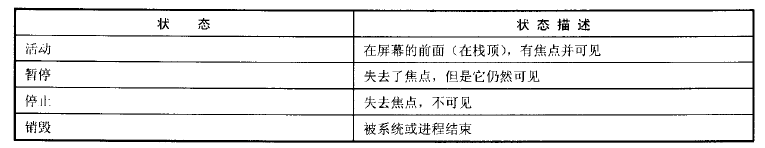 状 态 状态描述
活动 在屏幕的前面（在栈顶），有焦点并可见
暂停 失去了焦点，但是它仍然可见
停止 失去焦点，不可见
销毁 被系统或进程结束